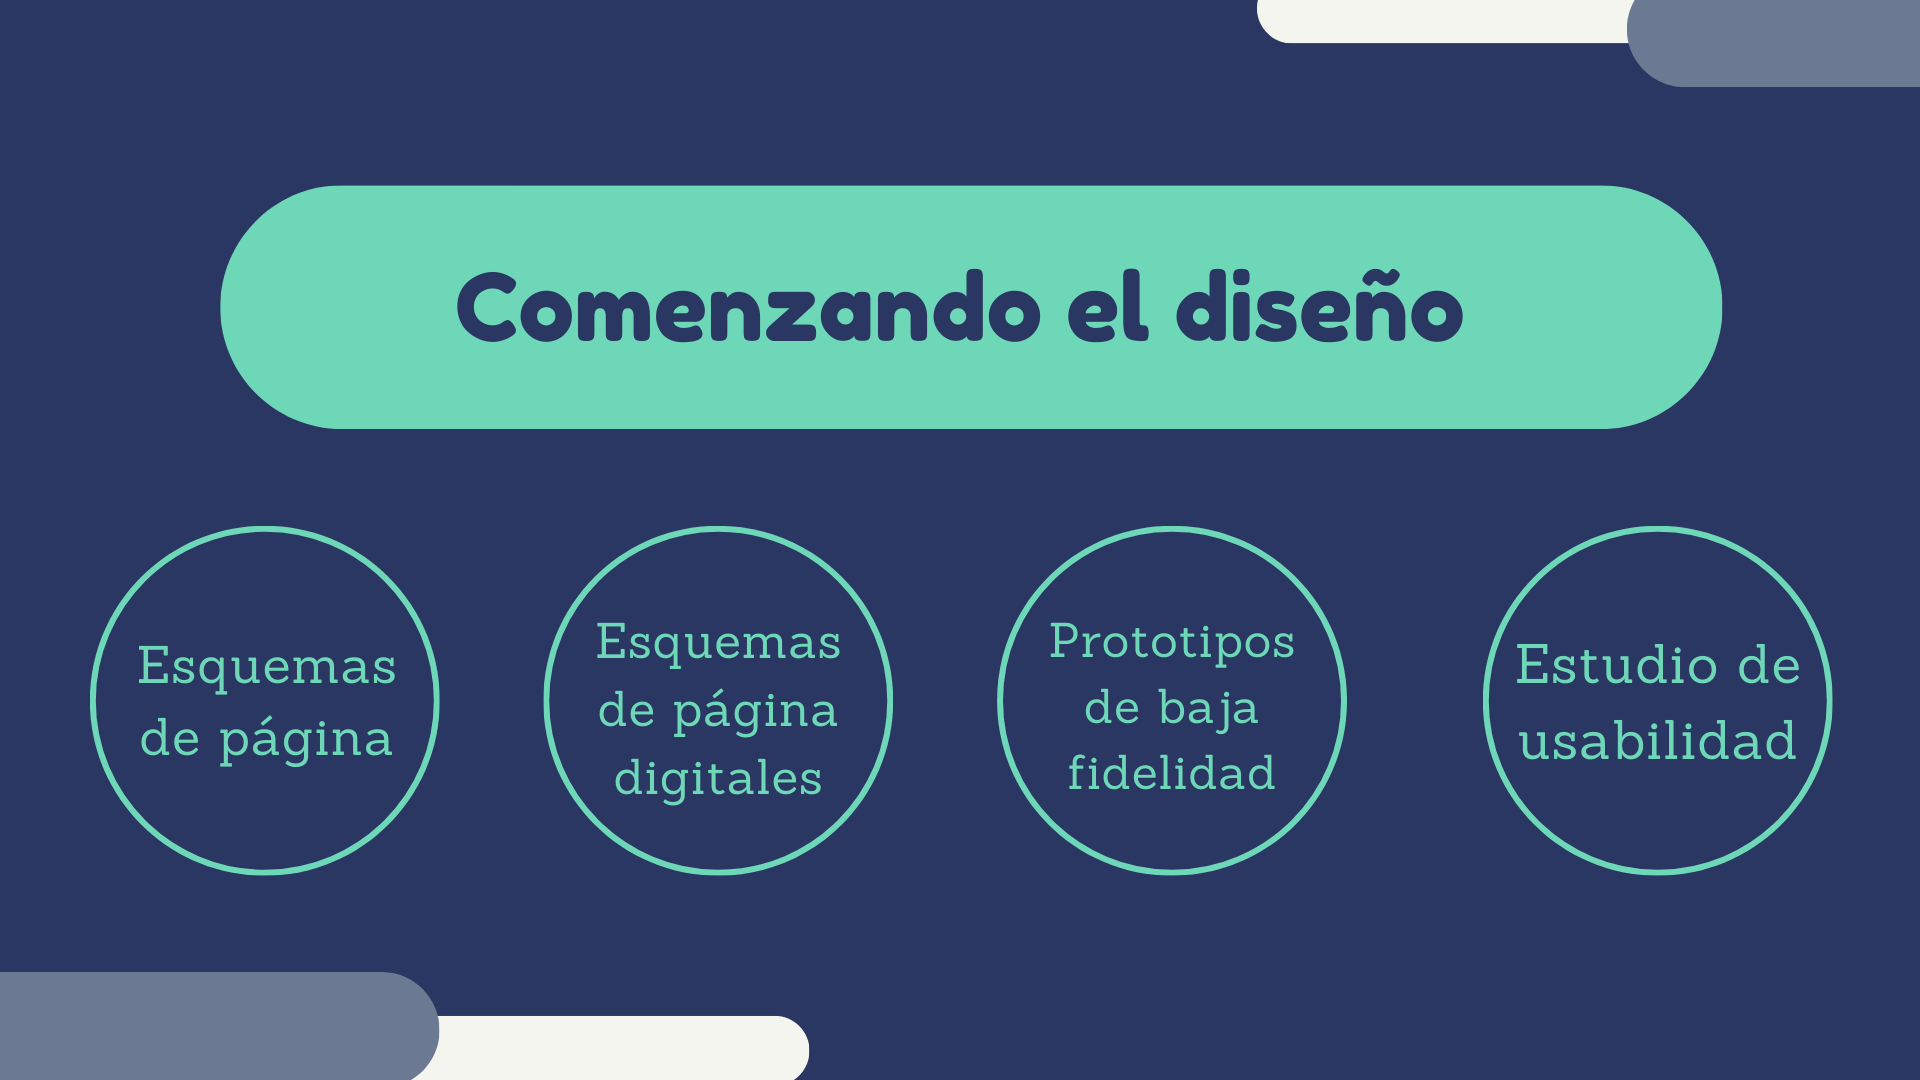 Comenzando el diseño
Esquemas
de página
Esquemas
de página
digitales
Prototipos
de baja
fidelidad
Estudio de
usabilidad